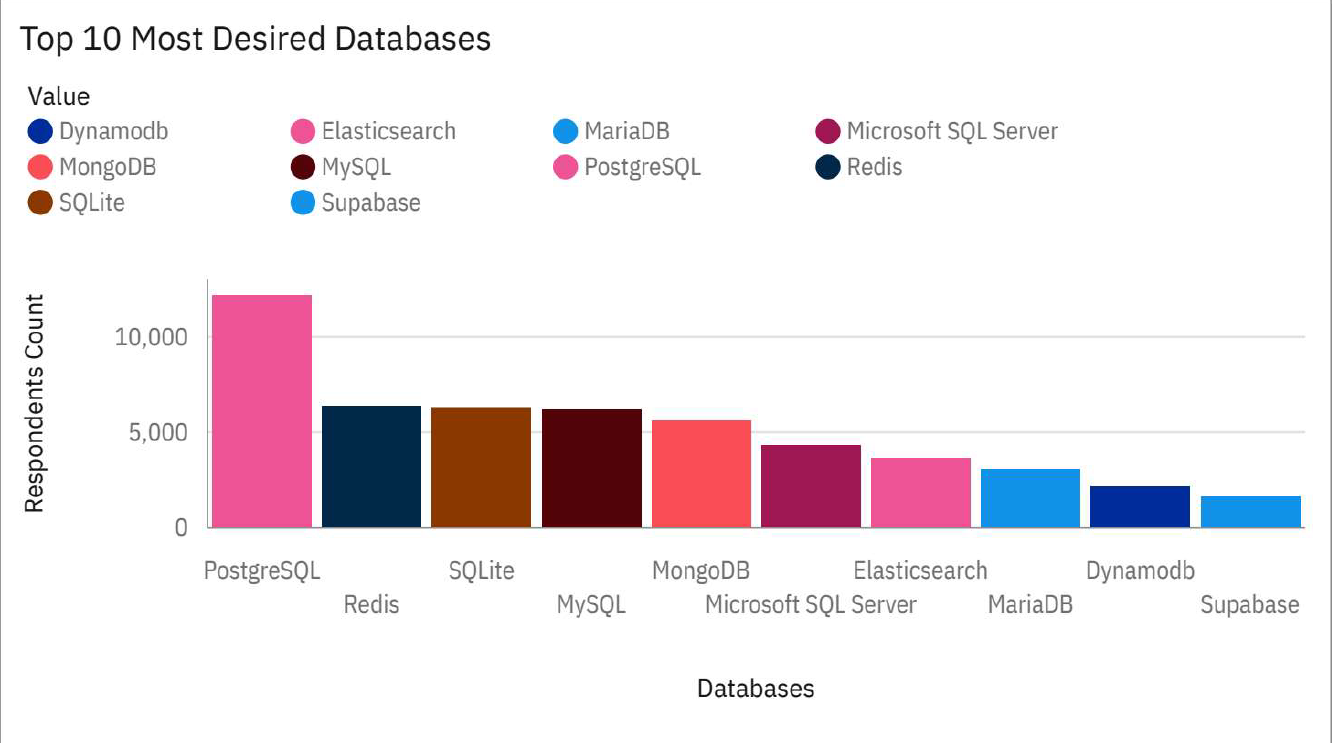 Top 10 Most Desired Databases
Value
Dynamodb Elasticsearch MariaDB Microsoft SQL Server
MongoDB MySQL PostgreSQL Redis
SQLite Supabase
Respondents Count
10,000
5,000
0
PostgreSQL SQLite MongoDB Elasticsearch Dynamodb
Redis MySQL Microsoft SQL Server MariaDB Supabase
Databases